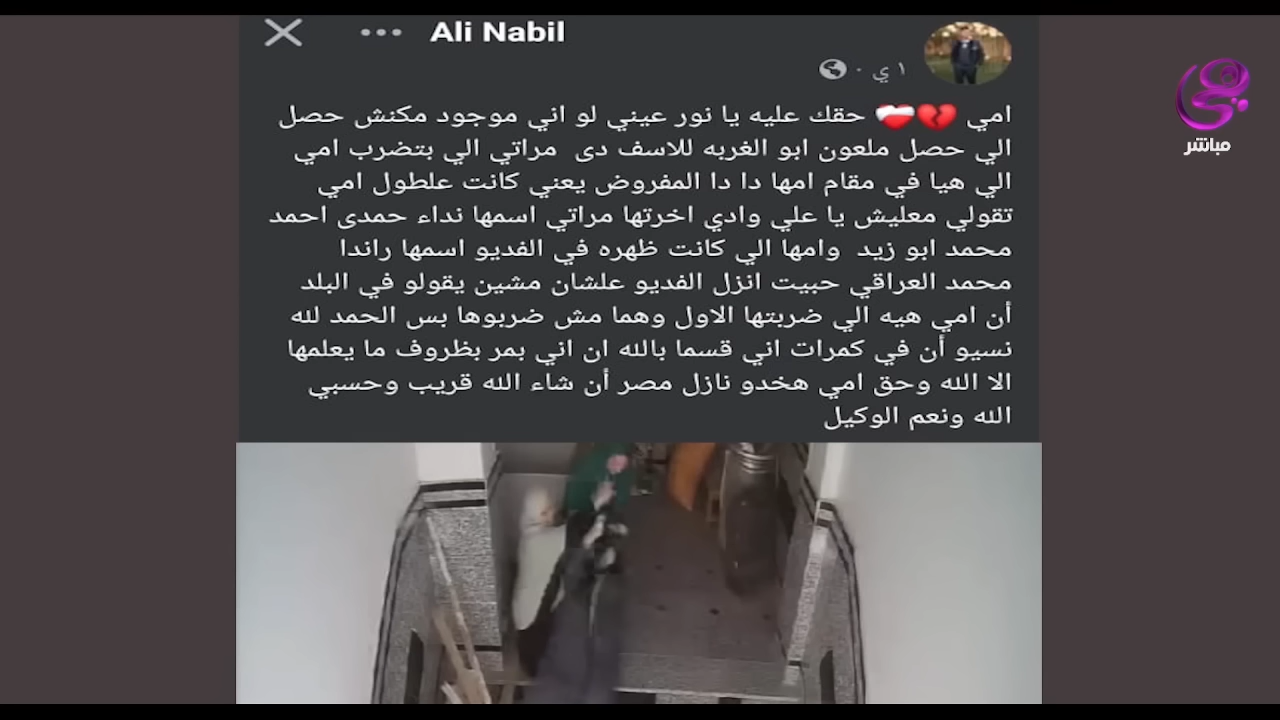 Ali Nabil
١ ي ·
امي 💔❤️‍🩹 حقك عليه يا نور عيني لو اني موجود مكنش حصل
الي حصل ملعون ابو الغربه للاسف دى مراتي الي بتضرب امي
الي هيا في مقام امها دا دا المفروض يعني كانت علطول امي
تقولي معليش يا علي وادي اخرتها مراتي اسمها نداء حمدى احمد
محمد ابو زيد وامها الي كانت ظهره في الفديو اسمها راندا
محمد العراقي حبيت انزل الفديو علشان مشين يقولو في البلد
أن امي هيه الي ضربتها الاول وهما مش ضربوها بس الحمد لله
نسيو أن في كمرات اني قسما بالله ان اني بمر بظروف ما يعلمها
الا الله وحق امي هخدو نازل مصر أن شاء الله قريب وحسبي
الله ونعم الوكيل
مباشر